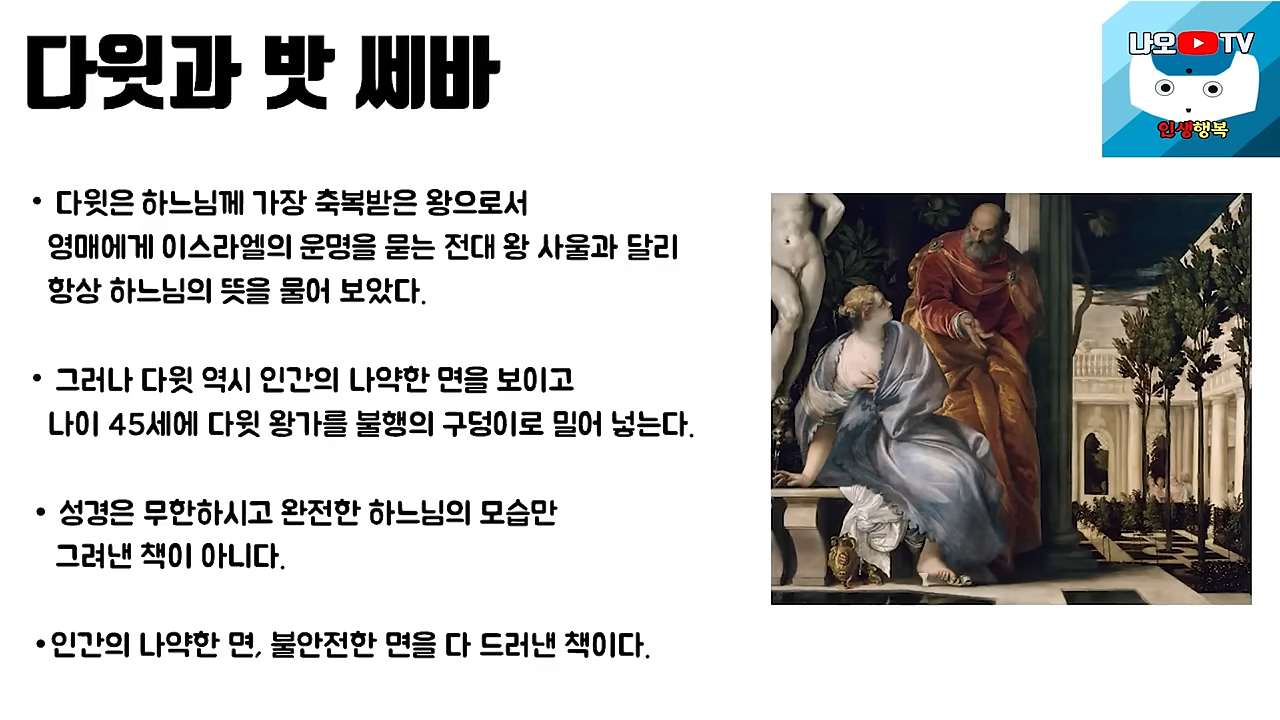 다윗과 밧 쎄바
나오 TV
인생행복
• 다윗은 하느님께 가장 축복받은 왕으로서
영매에게 이스라엘의 운명을 묻는 전대 왕 사울과 달리
항상 하느님의 뜻을 물어 보았다.
• 그러나 다윗 역시 인간의 나약한 면을 보이고
나이 45세에 다윗 왕가를 불행의 구덩이로 밀어 넣는다.
• 성경은 무한하시고 완전한 하느님의 모습만
그려낸 책이 아니다.
• 인간의 나약한 면, 불안전한 면을 다 드러낸 책이다.